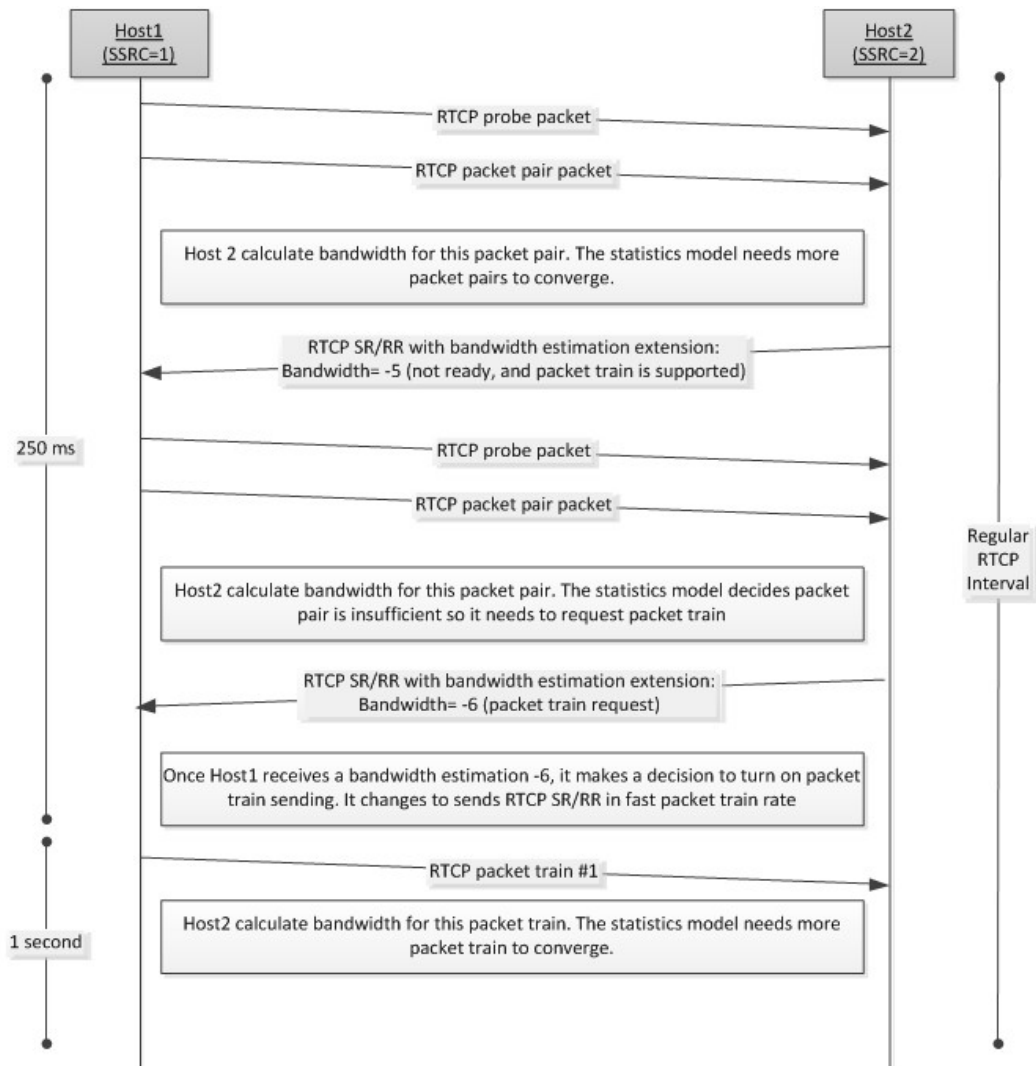 Host1
(SSRC=1)
Host2
(SSRC=2)
RTCP probe packet
RTCP packet pair packet
Host 2 calculate bandwidth for this packet pair. The statistics model needs more
packet pairs to converge.
RTCP SR/RR with bandwidth estimation extension:
Bandwidth= -5 (not ready, and packet train is supported)
250 ms
RTCP probe packet
RTCP packet pair packet
Regular
RTCP
Interval
Host2 calculate bandwidth for this packet pair. The statistics model decides packet
pair is insufficient so it needs to request packet train
RTCP SR/RR with bandwidth estimation extension:
Bandwidth= -6 (packet train request)
Once Host1 receives a bandwidth estimation -6, it makes a decision to turn on packet
train sending. It changes to sends RTCP SR/RR in fast packet train rate
RTCP packet train #1
Host2 calculate bandwidth for this packet train. The statistics model needs more
packet train to converge.
1 second